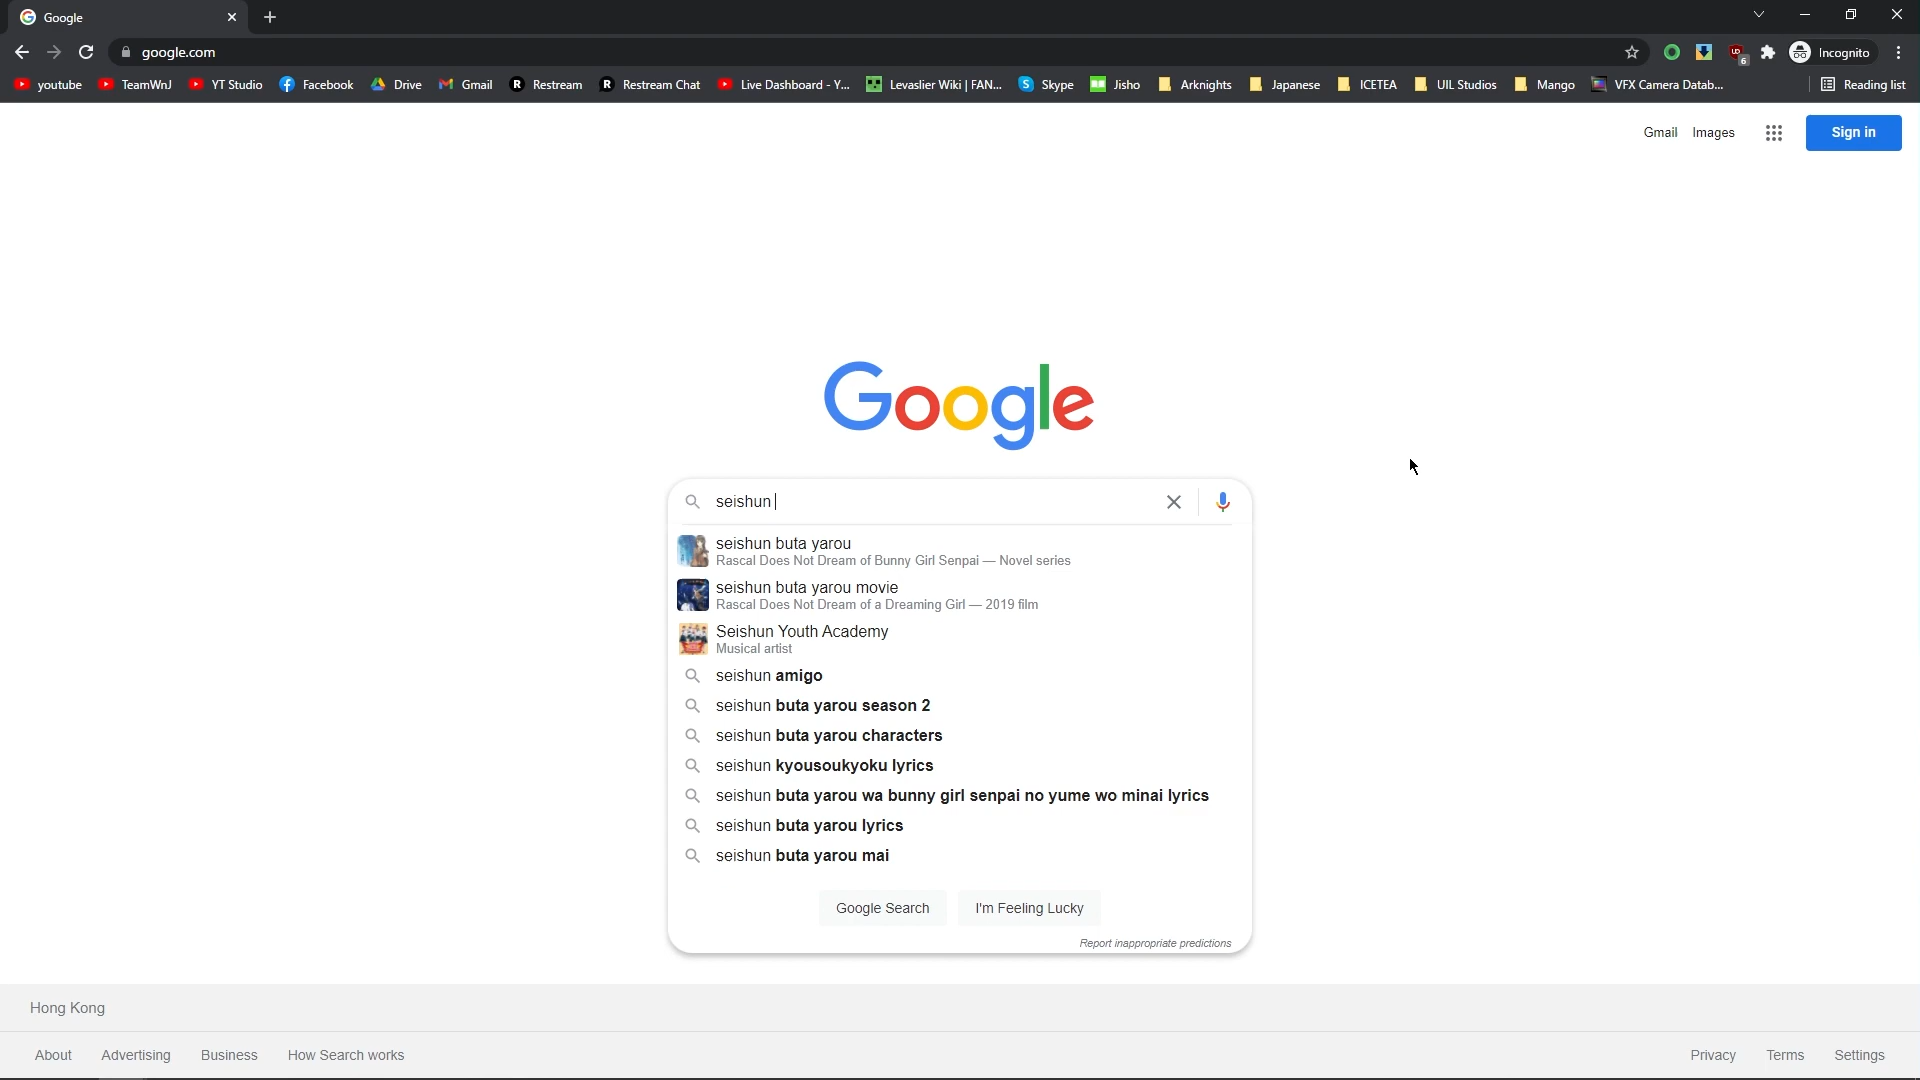 Google
google.com
6
Incognito
youtube TeamWnJ YT Studio Facebook Drive Gmail Restream Restream Chat Live Dashboard - Y... Levaslier Wiki | FAN... Skype Jisho Arknights Japanese ICETEA UIL Studios Mango VFX Camera Datab... Reading list
Gmail Images Sign in
Google
seishun
seishun buta yarou
Rascal Does Not Dream of Bunny Girl Senpai — Novel series
seishun buta yarou movie
Rascal Does Not Dream of a Dreaming Girl — 2019 film
Seishun Youth Academy
Musical artist
seishun amigo
seishun buta yarou season 2
seishun buta yarou characters
seishun kyousoukyoku lyrics
seishun buta yarou wa bunny girl senpai no yume wo minai lyrics
seishun buta yarou lyrics
seishun buta yarou mai
Google Search I'm Feeling Lucky
Report inappropriate predictions
Hong Kong
About Advertising Business How Search works Privacy Terms Settings